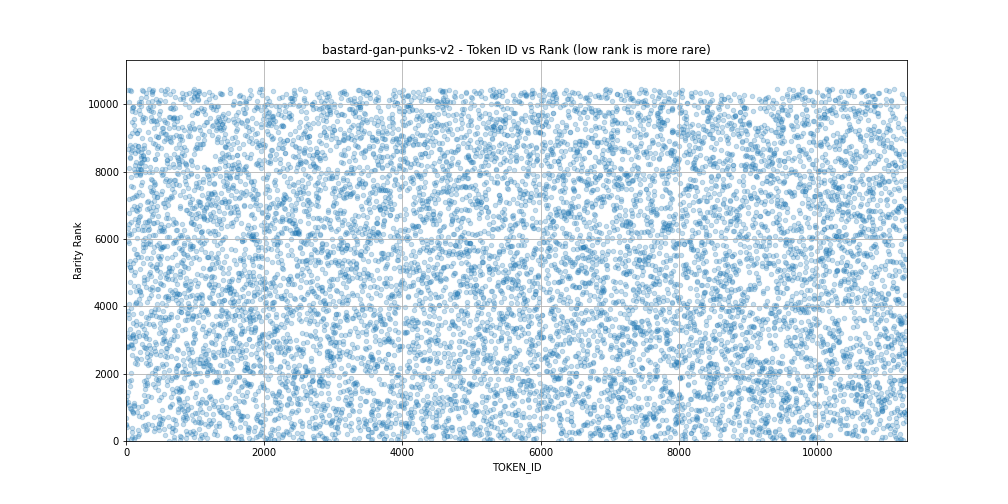 bastard-gan-punks-v2 - Token ID vs Rank (low rank is more rare)
Rarity Rank
10000
8000
6000
4000
2000
0
0 2000 4000 6000 8000 10000
TOKEN_ID